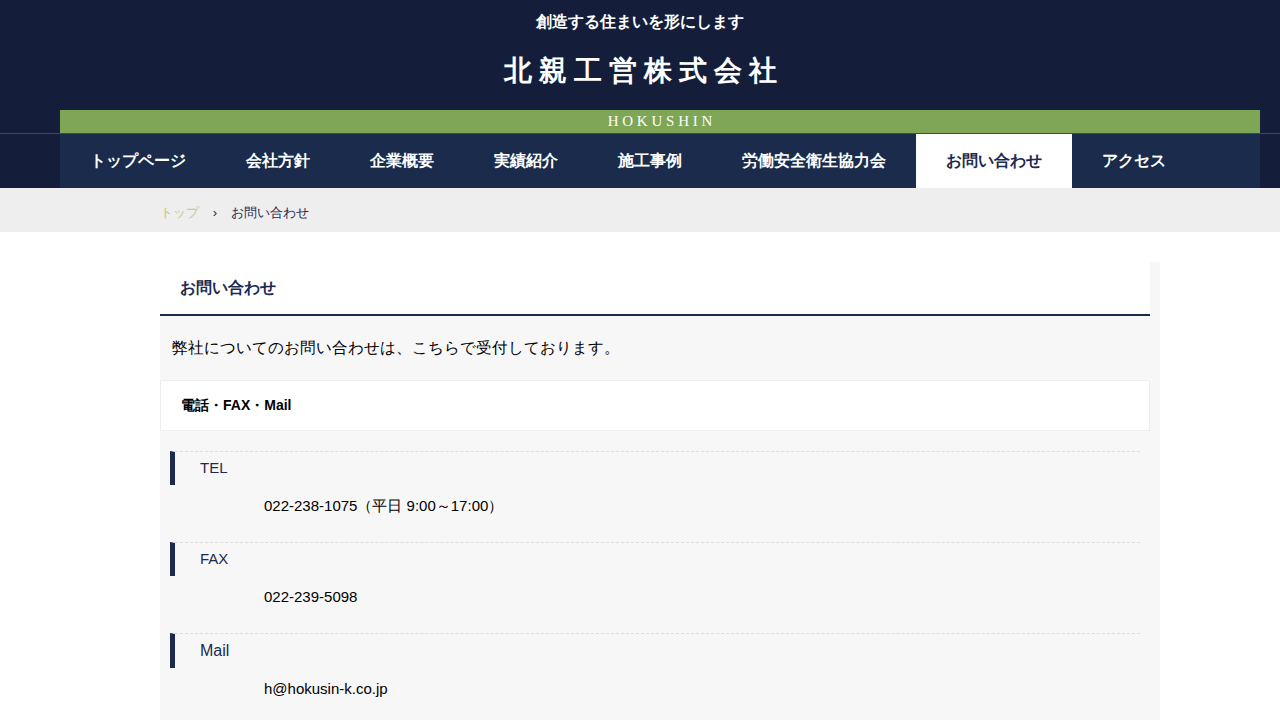 創造する住まいを形にします
北親工営株式会社
HOKUSHIN
トップページ 会社方針 企業概要 実績紹介 施工事例 労働安全衛生協力会 お問い合わせ アクセス
トップ › お問い合わせ
お問い合わせ
弊社についてのお問い合わせは、こちらで受付しております。
電話・FAX・Mail
TEL
022-238-1075（平日 9:00～17:00）
FAX
022-239-5098
Mail
h@hokusin-k.co.jp